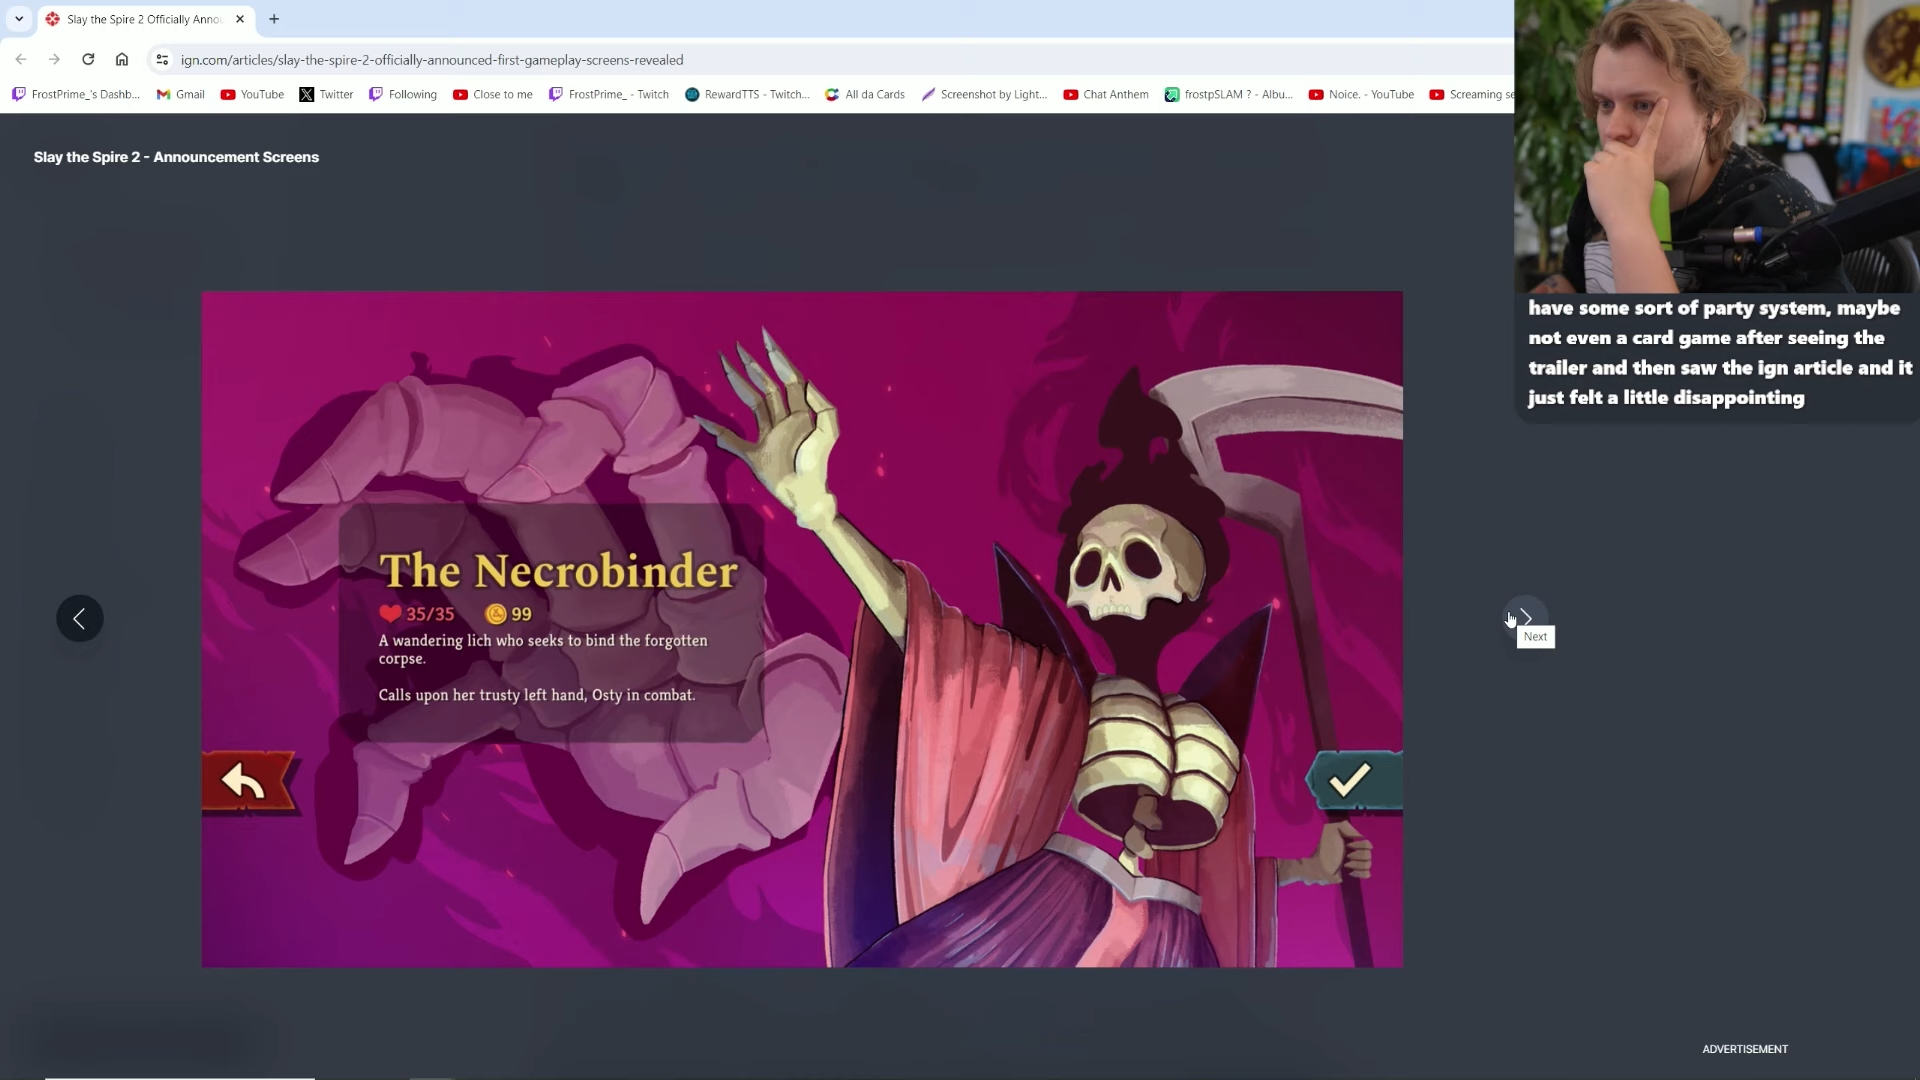 Slay the Spire 2 Officially Anno
ign.com/articles/slay-the-spire-2-officially-announced-first-gameplay-screens-revealed
FrostPrime_'s Dashb...
Gmail
YouTube
Twitter
Following
Close to me
FrostPrime_ - Twitch
RewardTTS - Twitch...
All da Cards
Screenshot by Light...
Chat Anthem
frostpSLAM ? - Albu...
Noice. - YouTube
Screaming se
Slay the Spire 2 - Announcement Screens
have some sort of party system, maybe
not even a card game after seeing the
trailer and then saw the ign article and it
just felt a little disappointing
The Necrobinder
35/35 99
A wandering lich who seeks to bind the forgotten
corpse.
Calls upon her trusty left hand, Osty in combat.
Next
ADVERTISEMENT